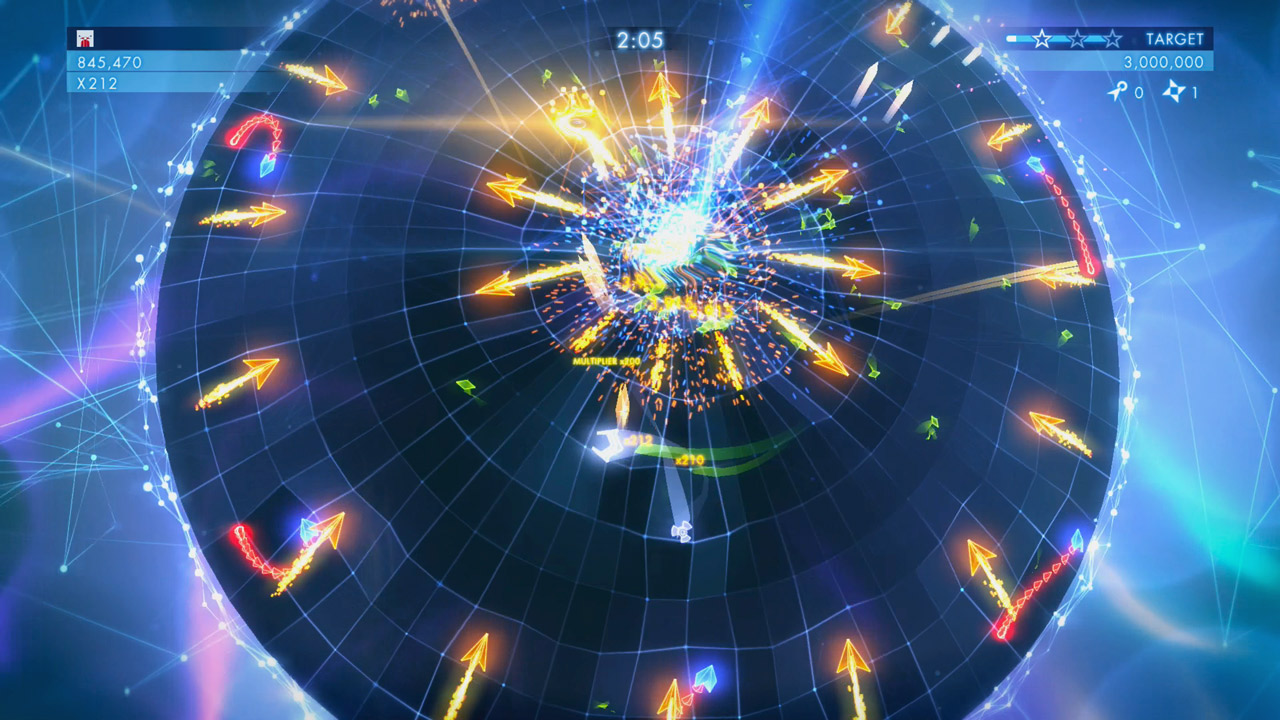 845,470
X212
2:05
TARGET
3,000,000
0 1
MULTIPLIER x200
x212
x210